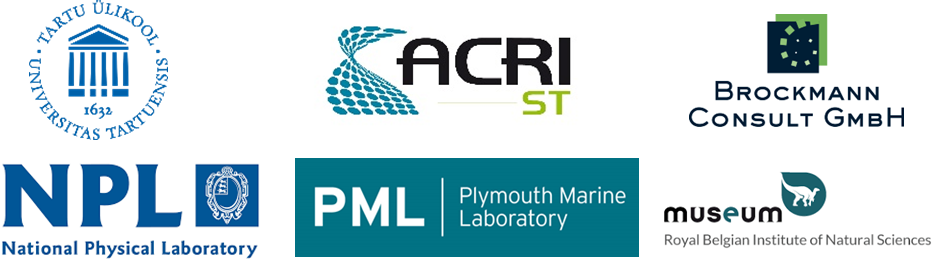 · TARTU ÜLIKOOL ·
UNIVERSITAS TARTUENSIS
1632
ACRI
ST
BROCKMANN
CONSULT GMBH
NPL
National Physical Laboratory
PML
Plymouth Marine
Laboratory
museum
Royal Belgian Institute of Natural Sciences